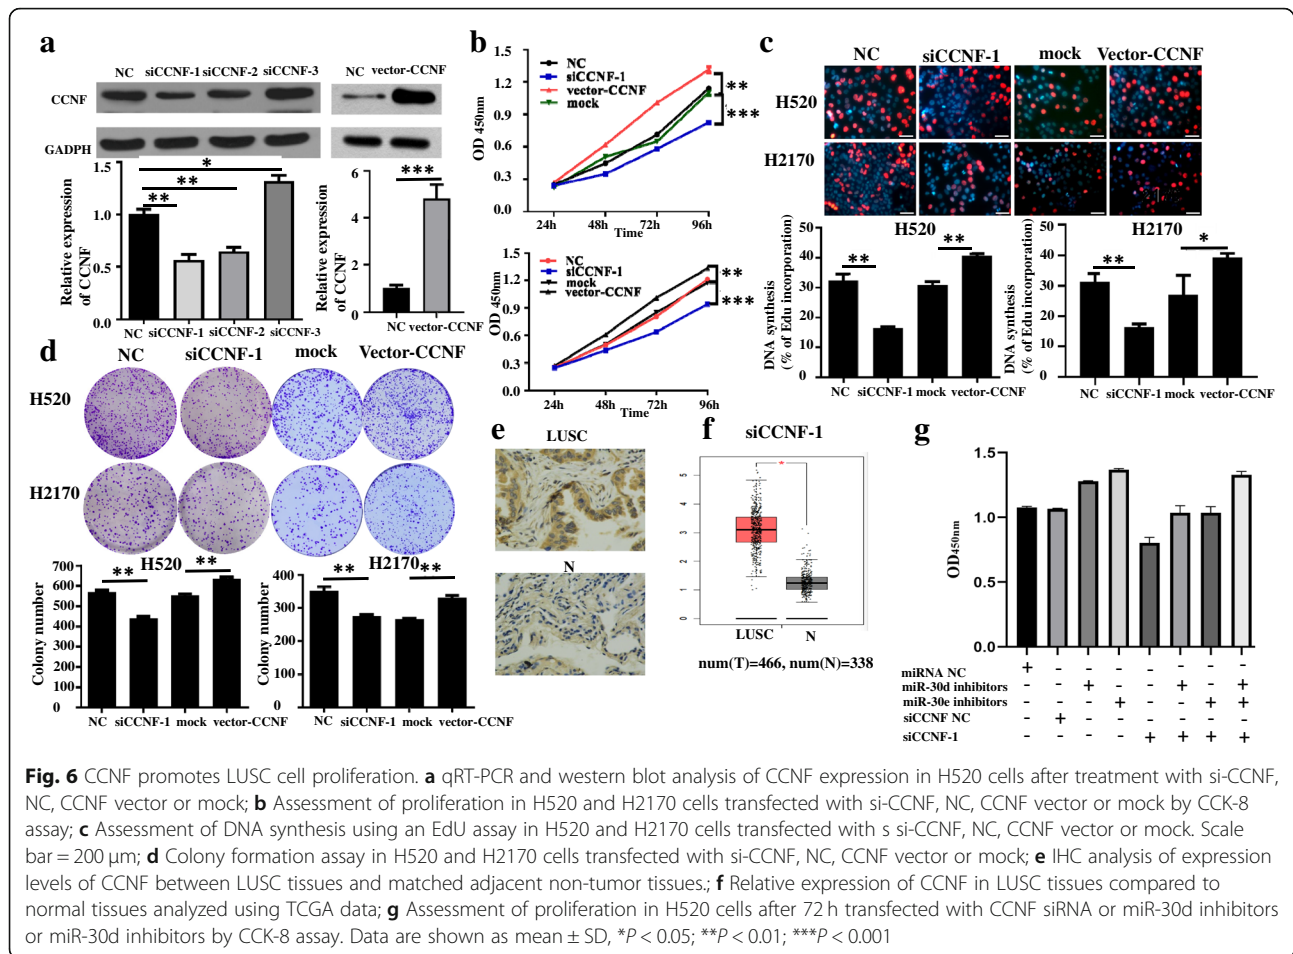 a
NC siCCNF-1 siCCNF-2 siCCNF-3
NC vector-CCNF
CCNF
GADPH
Relative expression
of CCNF
1.5
1.0
0.5
0.0
*
**
**
NC siCCNF-1 siCCNF-2 siCCNF-3
Relative expression
of CCNF
6
4
2
0
***
NC vector-CCNF
b
OD 450nm
1.5
1.2
0.9
0.6
0.3
0.0
NC
siCCNF-1
vector-CCNF
mock
**
***
24h 48h 72h 96h
Time
OD 450nm
1.5
1.2
0.9
0.6
0.3
0.0
NC
siCCNF-1
mock
vector-CCNF
**
***
24h 48h 72h 96h
Time
c
NC siCCNF-1 mock Vector-CCNF
H520
H2170
H520
DNA synthesis
(% of Edu incorporation)
50
40
30
20
10
0
**
**
NC siCCNF-1 mock vector-CCNF
H2170
DNA synthesis
(% of Edu incorporation)
50
40
30
20
10
0
**
*
NC siCCNF-1 mock vector-CCNF
d
NC siCCNF-1 mock Vector-CCNF
H520
H2170
H520
Colony number
700
600
500
400
300
200
100
0
**
**
NC siCCNF-1 mock vector-CCNF
H2170
Colony number
400
300
200
100
0
**
**
NC siCCNF-1 mock vector-CCNF
e
LUSC
N
f
siCCNF-1
5
4
3
2
1
0
*
LUSC N
num(T)=466, num(N)=338
g
OD450nm
1.5
1.0
0.5
0.0
miRNA NC + - - - - - - -
miR-30d inhibitors - - + - - + - +
miR-30e inhibitors - - - + - - + +
siCCNF NC - + - - - - - -
siCCNF-1 - - - - + + + +
Fig. 6 CCNF promotes LUSC cell proliferation. a qRT-PCR and western blot analysis of CCNF expression in H520 cells after treatment with si-CCNF,
NC, CCNF vector or mock; b Assessment of proliferation in H520 and H2170 cells transfected with si-CCNF, NC, CCNF vector or mock by CCK-8
assay; c Assessment of DNA synthesis using an EdU assay in H520 and H2170 cells transfected with s si-CCNF, NC, CCNF vector or mock. Scale
bar = 200 μm; d Colony formation assay in H520 and H2170 cells transfected with si-CCNF, NC, CCNF vector or mock; e IHC analysis of expression
levels of CCNF between LUSC tissues and matched adjacent non-tumor tissues.; f Relative expression of CCNF in LUSC tissues compared to
normal tissues analyzed using TCGA data; g Assessment of proliferation in H520 cells after 72 h transfected with CCNF siRNA or miR-30d inhibitors
or miR-30d inhibitors by CCK-8 assay. Data are shown as mean ± SD, *P < 0.05; **P < 0.01; ***P < 0.001